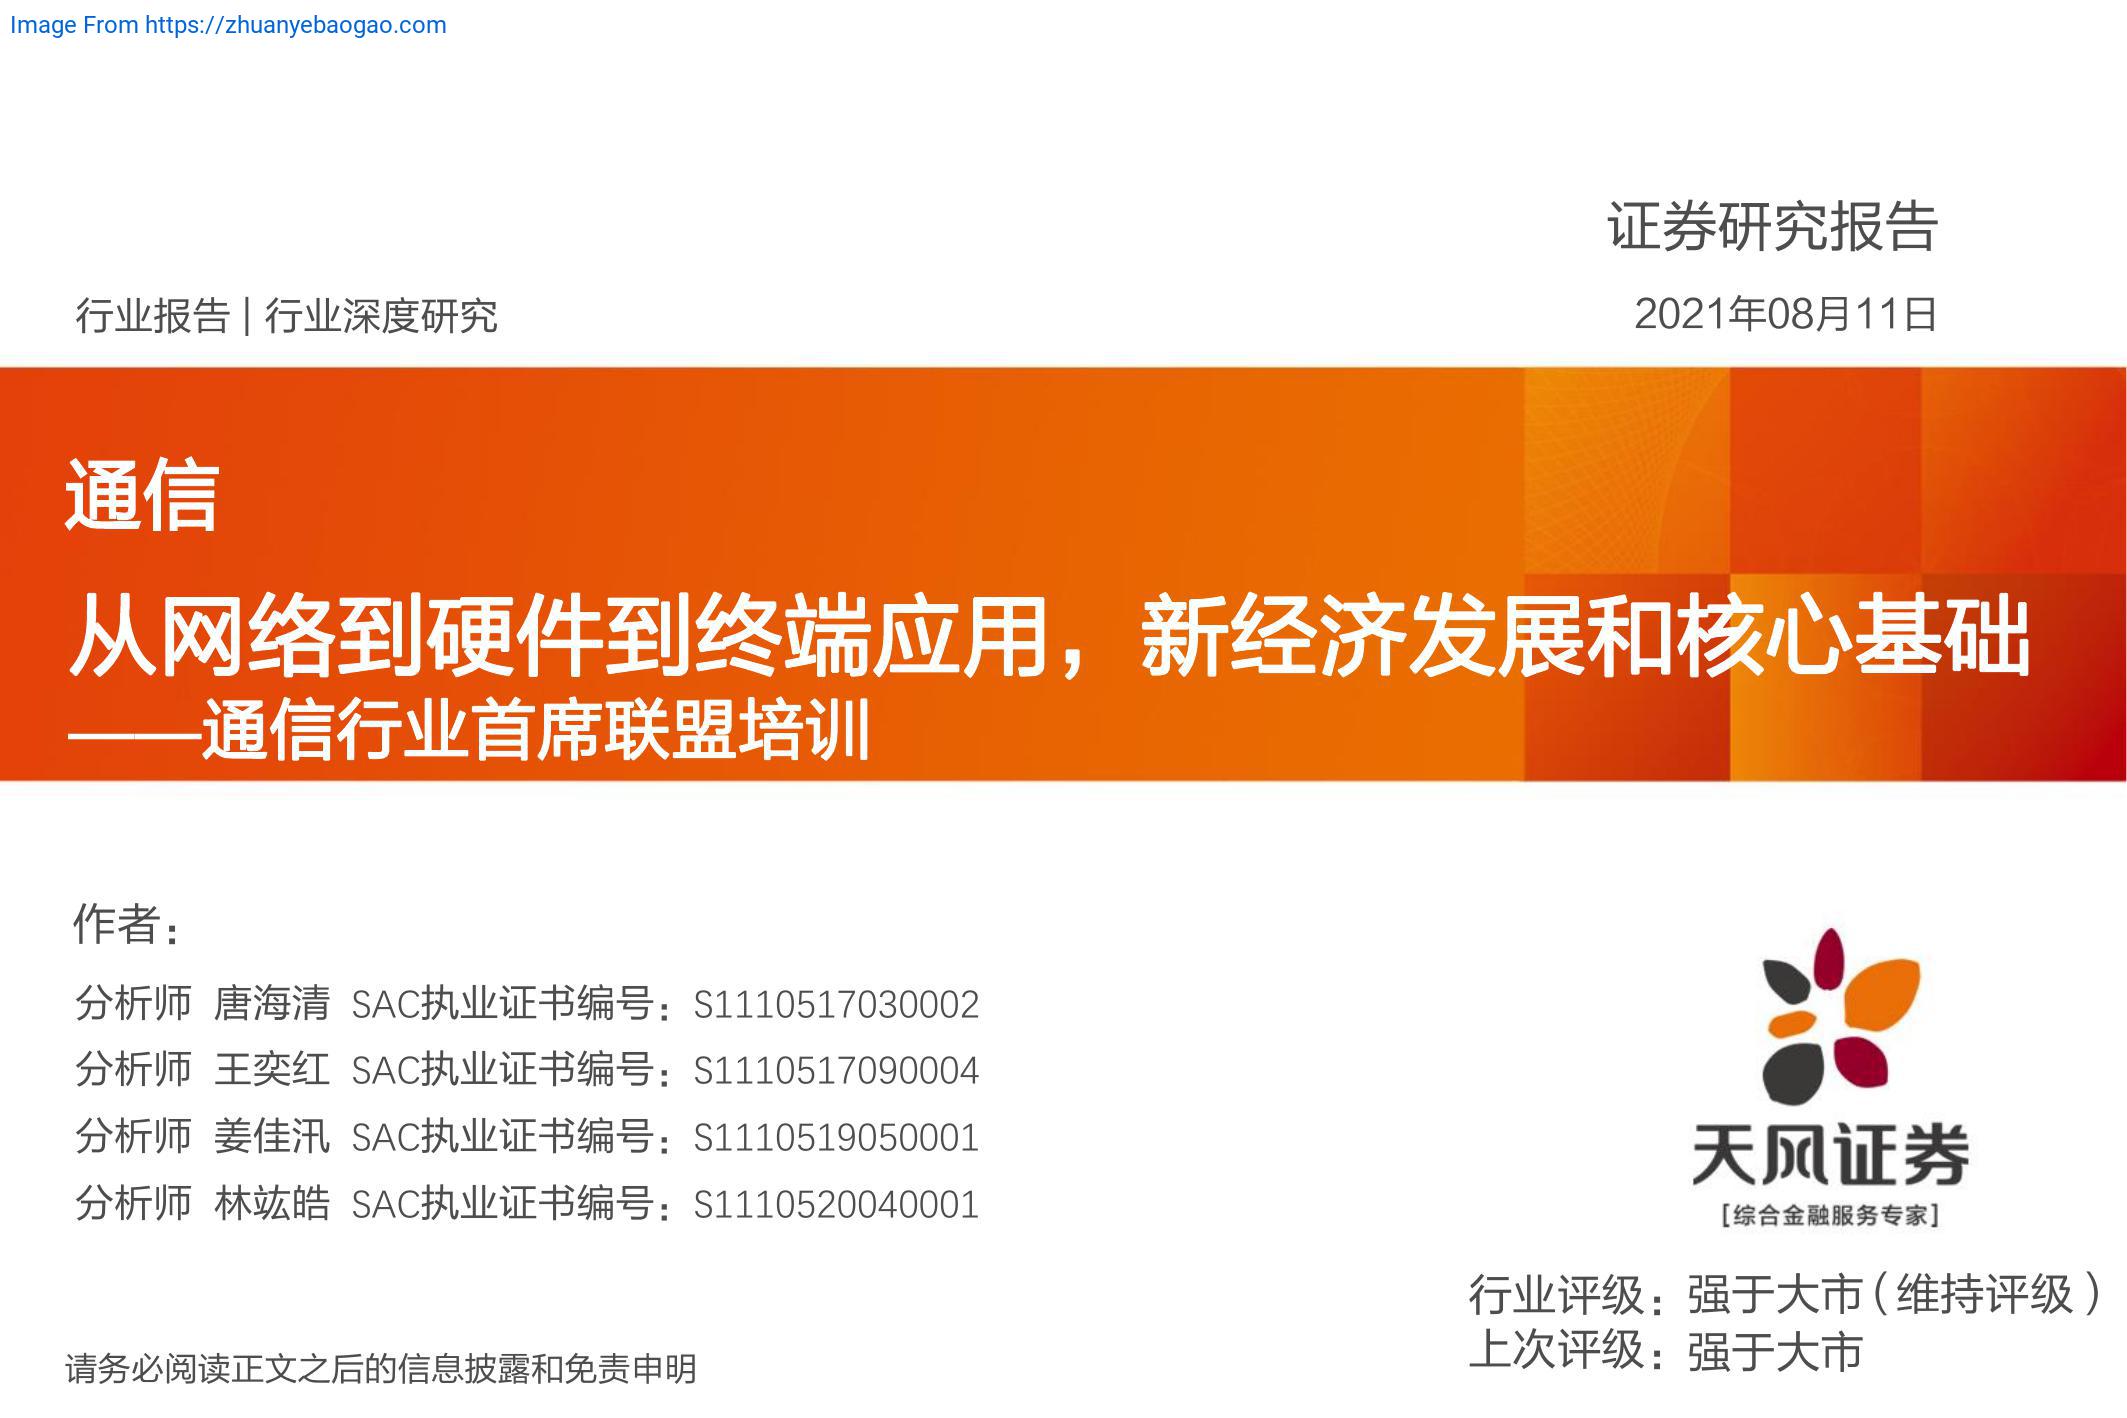 Image From https://zhuanyebaogao.com
证券研究报告
行业报告 | 行业深度研究
2021年08月11日
通信
从网络到硬件到终端应用，新经济发展和核心基础
——通信行业首席联盟培训
作者：
分析师 唐海清 SAC执业证书编号：S1110517030002
分析师 王奕红 SAC执业证书编号：S1110517090004
分析师 姜佳汛 SAC执业证书编号：S1110519050001
分析师 林竑皓 SAC执业证书编号：S1110520040001
天风证券
[综合金融服务专家]
行业评级：强于大市（维持评级）
上次评级：强于大市
请务必阅读正文之后的信息披露和免责申明